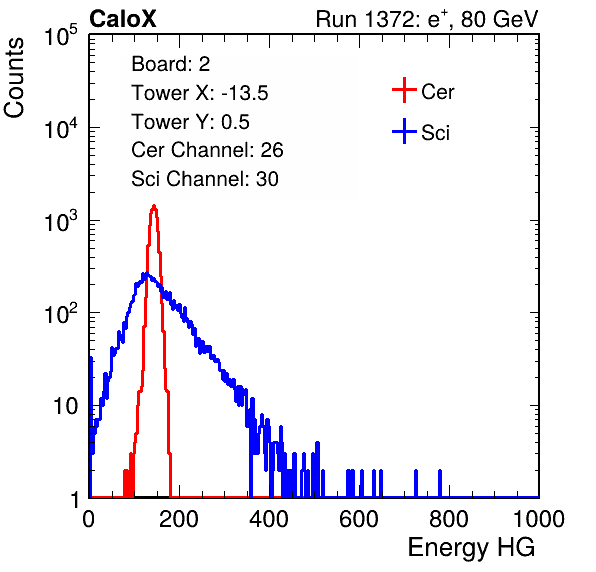 CaloX Run 1372: e⁺, 80 GeV
Counts
10⁵
10⁴
10³
10²
10
1
Board: 2
Tower X: -13.5
Tower Y: 0.5
Cer Channel: 26
Sci Channel: 30
Cer
Sci
0 200 400 600 800 1000
Energy HG